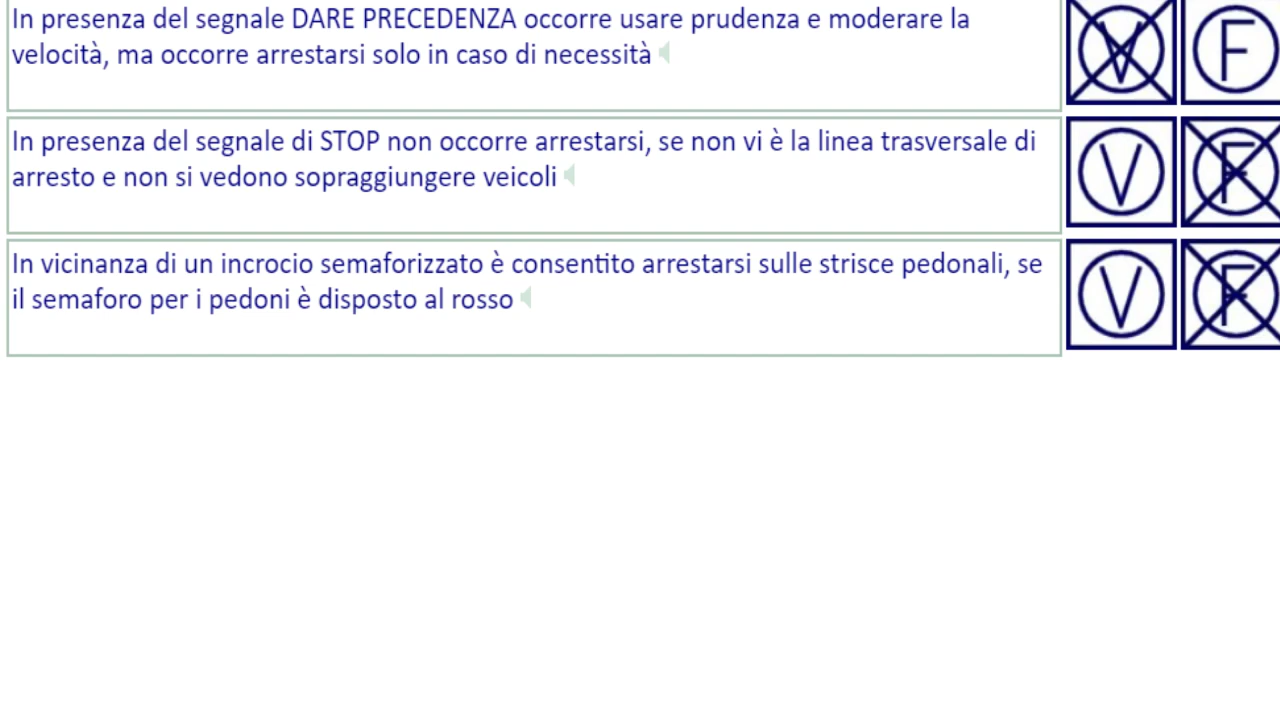 In presenza del segnale DARE PRECEDENZA occorre usare prudenza e moderare la
velocità, ma occorre arrestarsi solo in caso di necessità
V F
In presenza del segnale di STOP non occorre arrestarsi, se non vi è la linea trasversale di
arresto e non si vedono sopraggiungere veicoli
V F
In vicinanza di un incrocio semaforizzato è consentito arrestarsi sulle strisce pedonali, se
il semaforo per i pedoni è disposto al rosso
V F